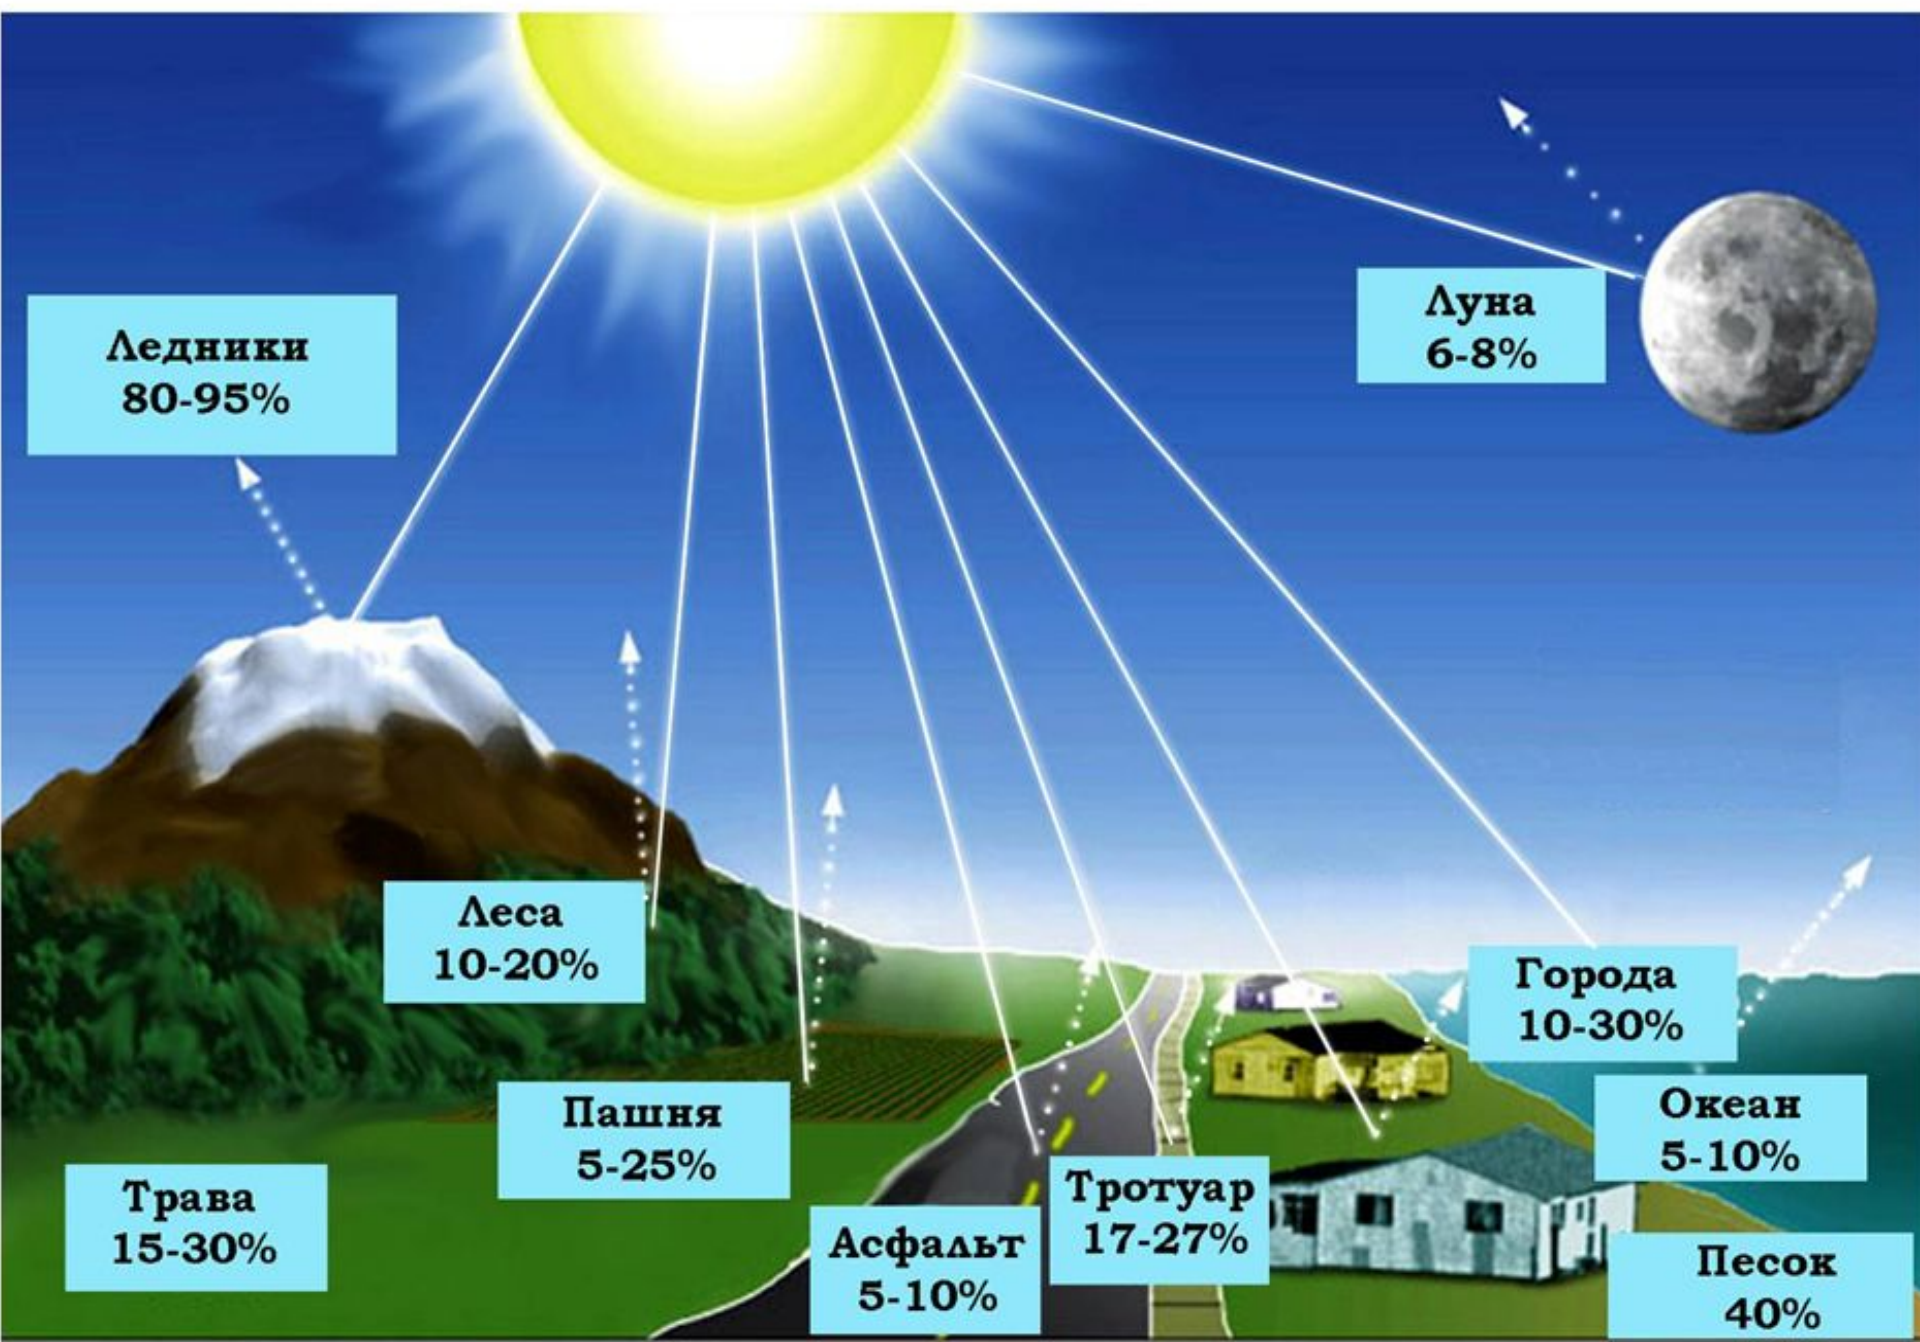 Луна
6-8%
Ледники
80-95%
Леса
10-20%
Города
10-30%
Пашня
5-25%
Океан
5-10%
Трава
15-30%
Тротуар
17-27%
Асфальт
5-10%
Песок
40%